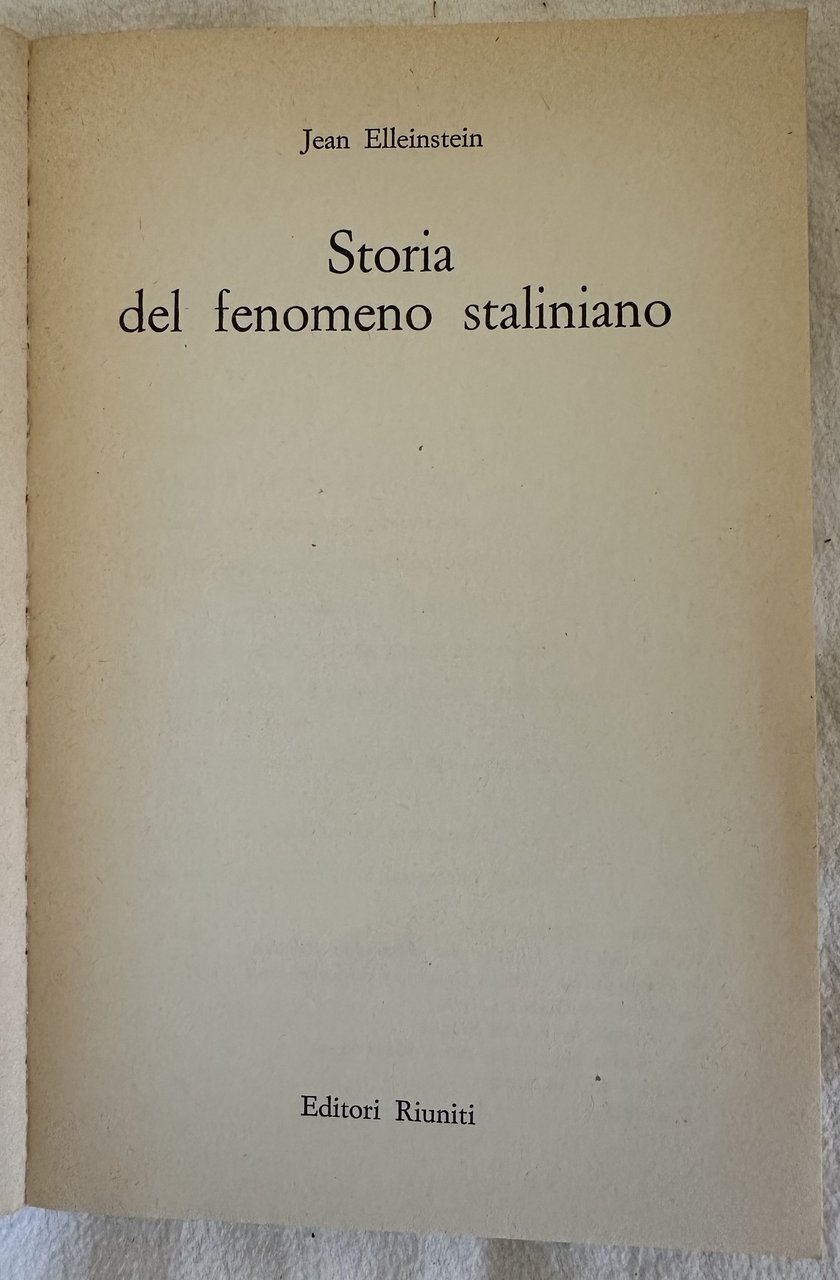 Jean Elleinstein
Storia
del fenomeno staliniano
Editori Riuniti